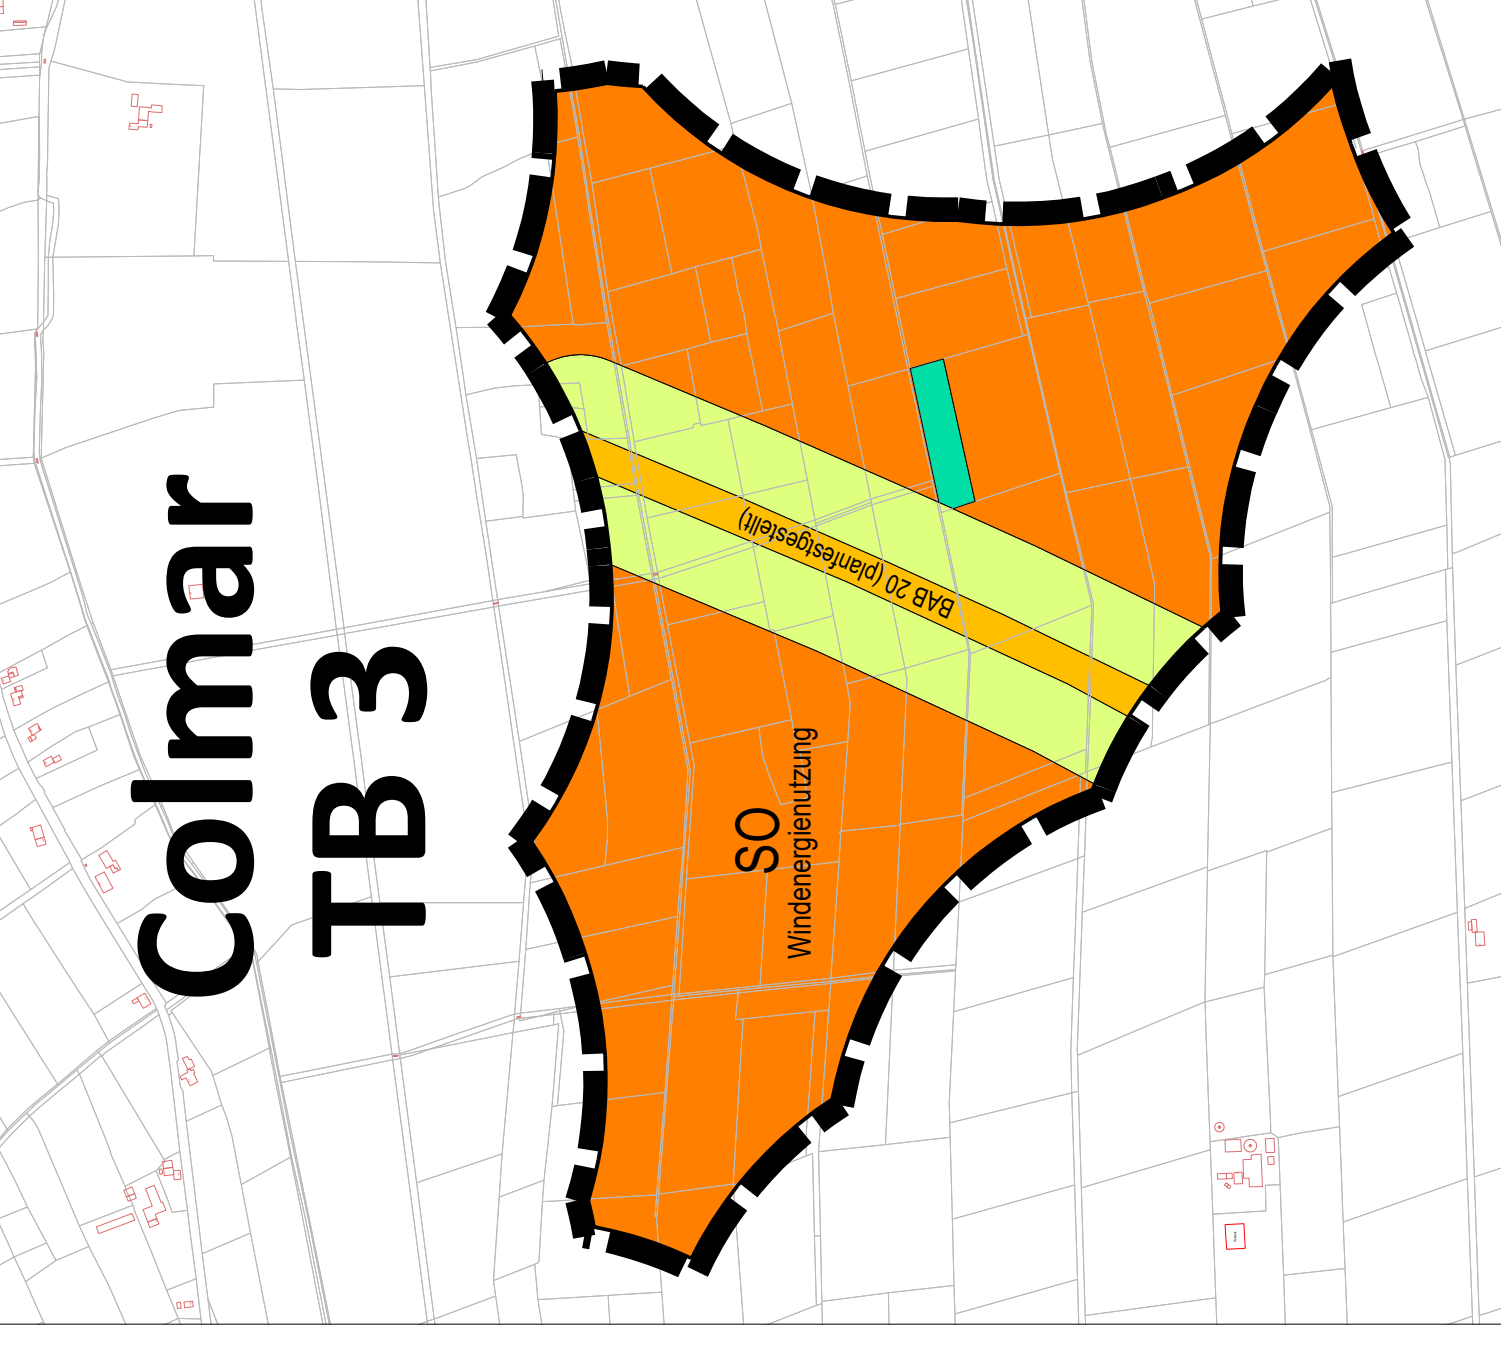 Colmar
TB 3
BAB 20 (planfestgestellt)
SO
Windenergienutzung